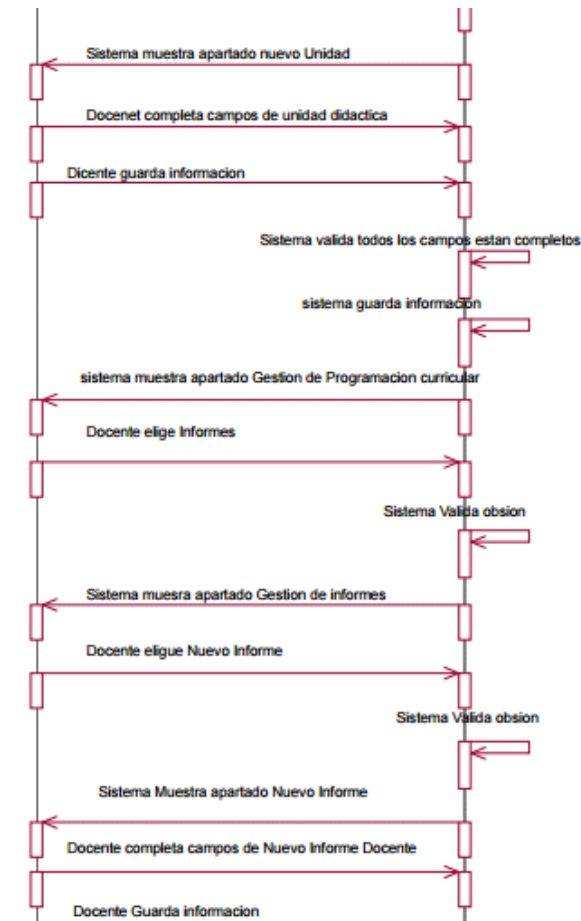 Sistema muestra apartado nuevo Unidad
Docenet completa campos de unidad didactica
Dicente guarda informacion
Sistema valida todos los campos estan completos
sistema guarda información
sistema muestra apartado Gestion de Programacion curricular
Docente elige Informes
Sistema Valida obsion
Sistema muesra apartado Gestion de informes
Docente eligue Nuevo Informe
Sistema Valida obsion
Sistema Muestra apartado Nuevo Informe
Docente completa campos de Nuevo Informe Docente
Docente Guarda informacion